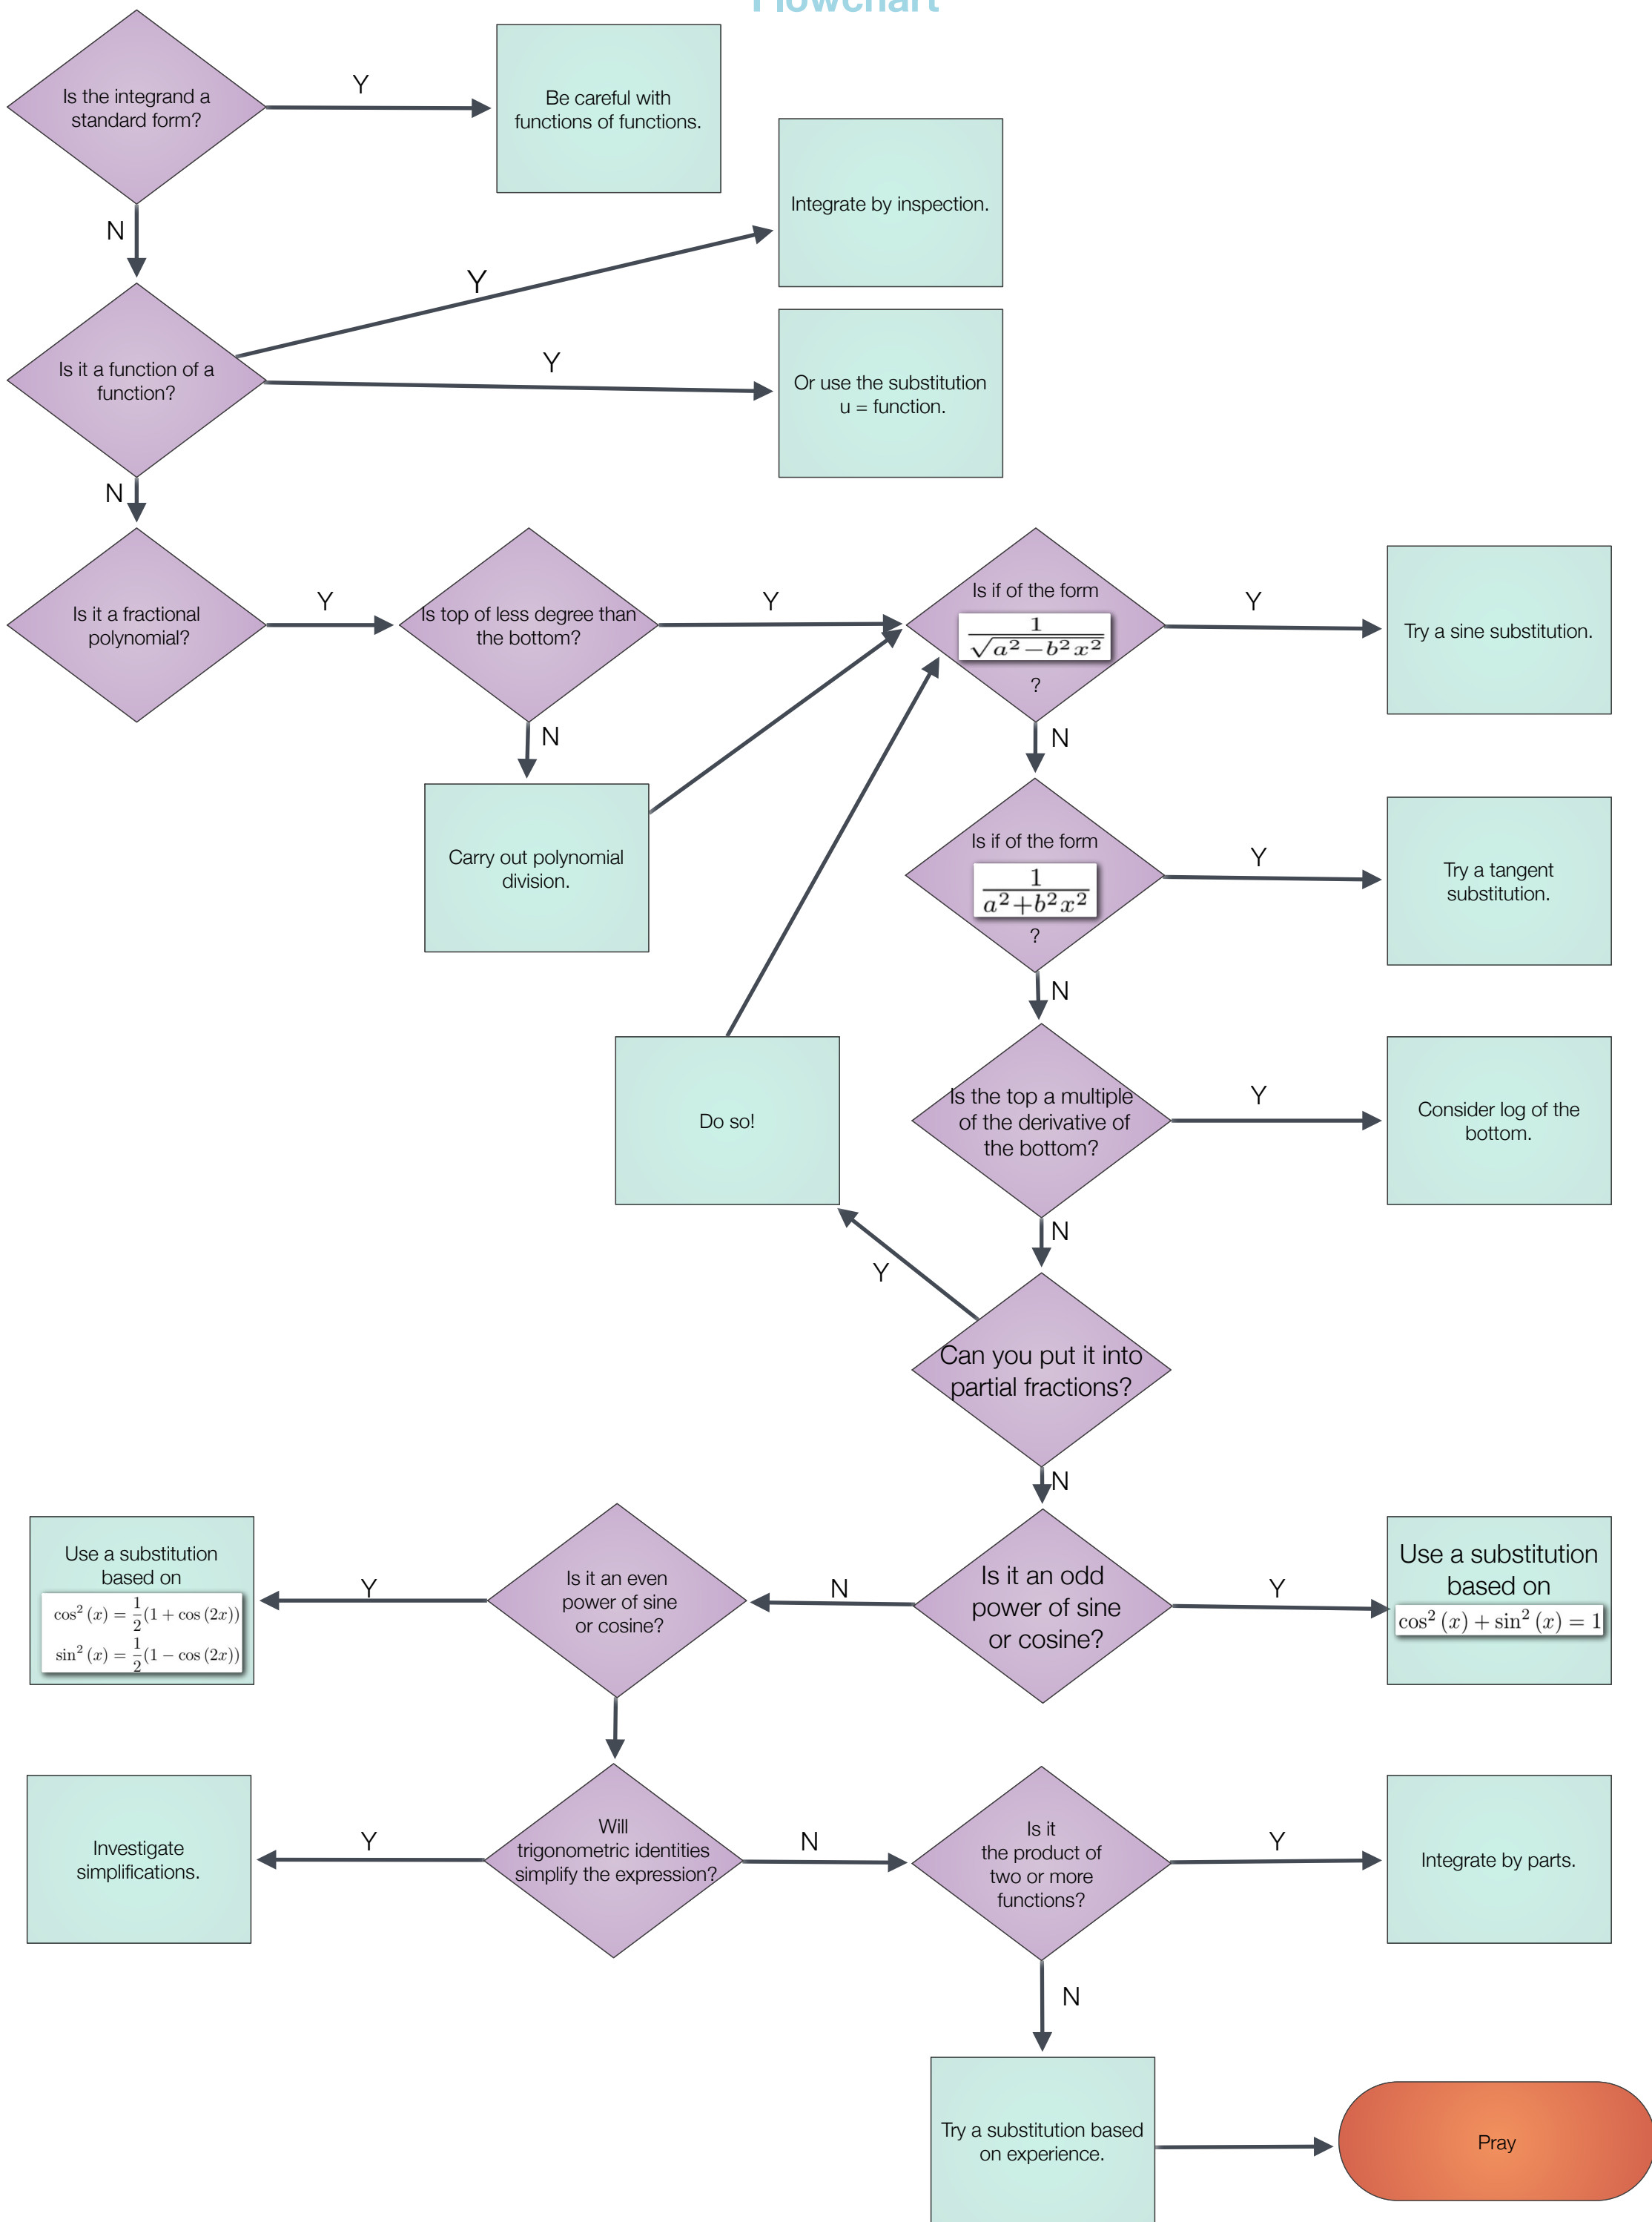 Flowchart
Is the integrand a
standard form?
Y
Be careful with
functions of functions.
N
Integrate by inspection.
Y
Is it a function of a
function?
Y
Or use the substitution
u = function.
N
Is it a fractional
polynomial?
Y
Is top of less degree than
the bottom?
Y
Is if of the form
1
√a² − b² x²
?
Y
Try a sine substitution.
N
Carry out polynomial
division.
N
Is if of the form
1
a² + b² x²
?
Y
Try a tangent
substitution.
N
Do so!
Is the top a multiple
of the derivative of
the bottom?
Y
Consider log of the
bottom.
N
Y
Can you put it into
partial fractions?
N
Use a substitution
based on
cos² (x) = 1/2(1 + cos (2x))
sin² (x) = 1/2(1 − cos (2x))
Y
Is it an even
power of sine
or cosine?
N
Is it an odd
power of sine
or cosine?
Y
Use a substitution
based on
cos² (x) + sin² (x) = 1
Investigate
simplifications.
Y
Will
trigonometric identities
simplify the expression?
N
Is it
the product of
two or more
functions?
Y
Integrate by parts.
N
Try a substitution based
on experience.
Pray